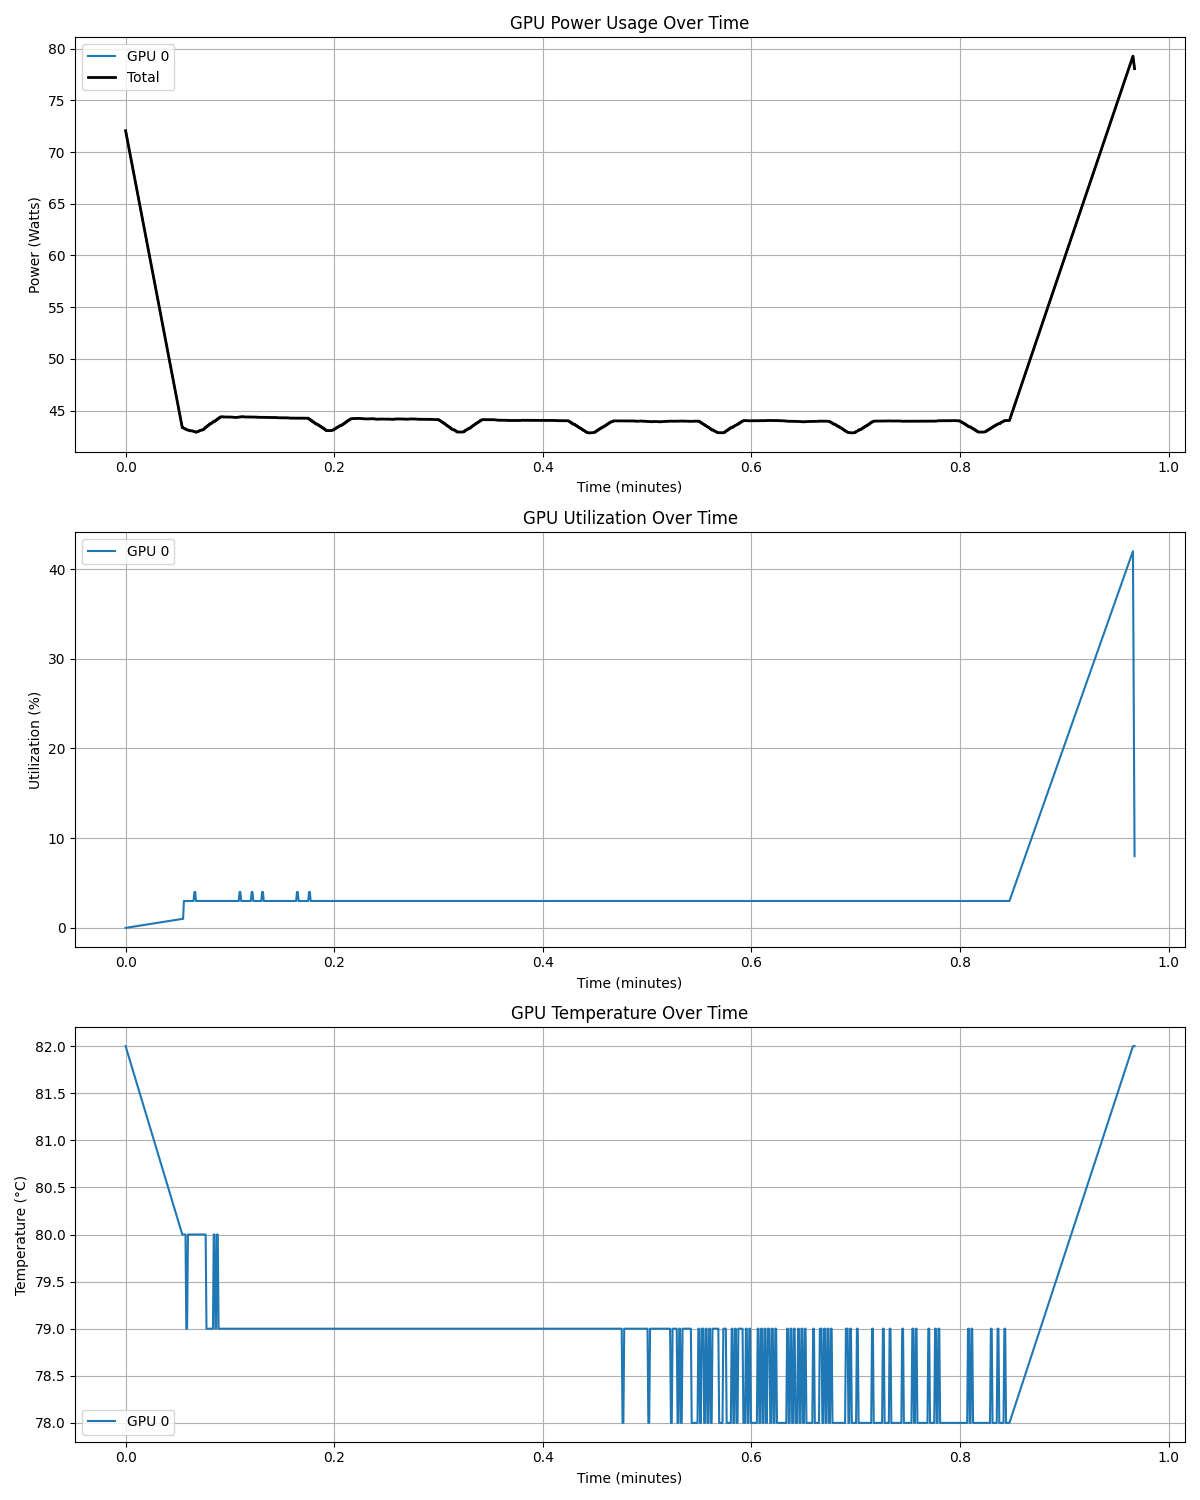 GPU Power Usage Over Time
GPU 0
Total
80
75
70
65
60
55
50
45
Power (Watts)
0.0 0.2 0.4 0.6 0.8 1.0
Time (minutes)
GPU Utilization Over Time
GPU 0
40
30
20
10
0
Utilization (%)
0.0 0.2 0.4 0.6 0.8 1.0
Time (minutes)
GPU Temperature Over Time
82.0
81.5
81.0
80.5
80.0
79.5
79.0
78.5
78.0
Temperature (°C)
GPU 0
0.0 0.2 0.4 0.6 0.8 1.0
Time (minutes)